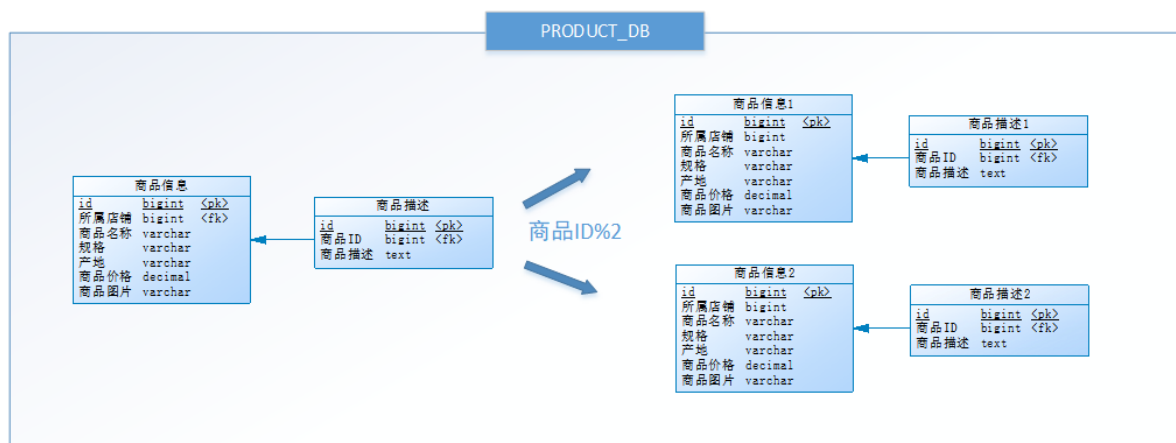 PRODUCT_DB
商品信息
id bigint <pk>
所属店铺 bigint <fk>
商品名称 varchar
规格 varchar
产地 varchar
商品价格 decimal
商品图片 varchar
商品描述
id bigint <pk>
商品ID bigint <fk>
商品描述 text
商品ID%2
商品信息1
id bigint <pk>
所属店铺 bigint
商品名称 varchar
规格 varchar
产地 varchar
商品价格 decimal
商品图片 varchar
商品描述1
id bigint <pk>
商品ID bigint <fk>
商品描述 text
商品信息2
id bigint <pk>
所属店铺 bigint
商品名称 varchar
规格 varchar
产地 varchar
商品价格 decimal
商品图片 varchar
商品描述2
id bigint <pk>
商品ID bigint <fk>
商品描述 text